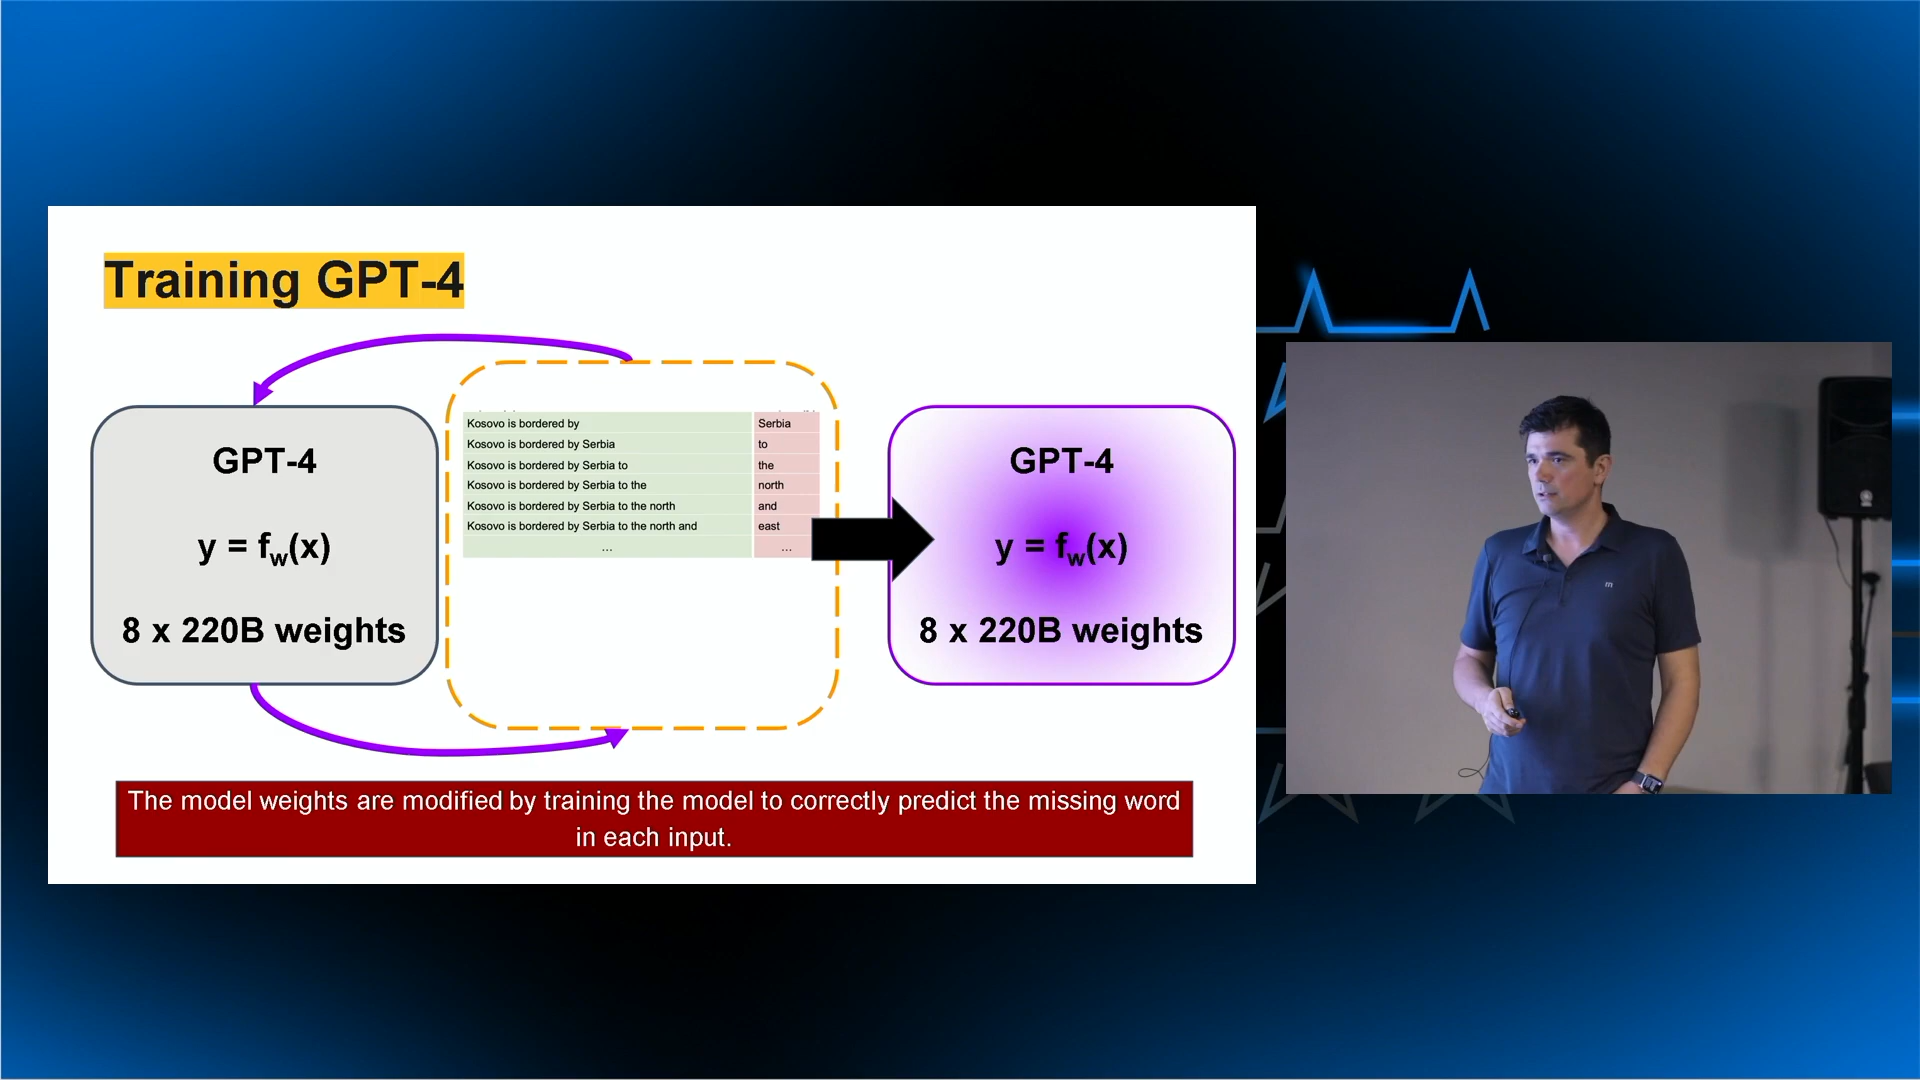 Training GPT-4
GPT-4
y = fw(x)
8 x 220B weights
Kosovo is bordered by Serbia
Kosovo is bordered by Serbia to
Kosovo is bordered by Serbia to the
Kosovo is bordered by Serbia to the north
Kosovo is bordered by Serbia to the north and
Kosovo is bordered by Serbia to the north and east
... ...
GPT-4
y = fw(x)
8 x 220B weights
The model weights are modified by training the model to correctly predict the missing word
in each input.
m